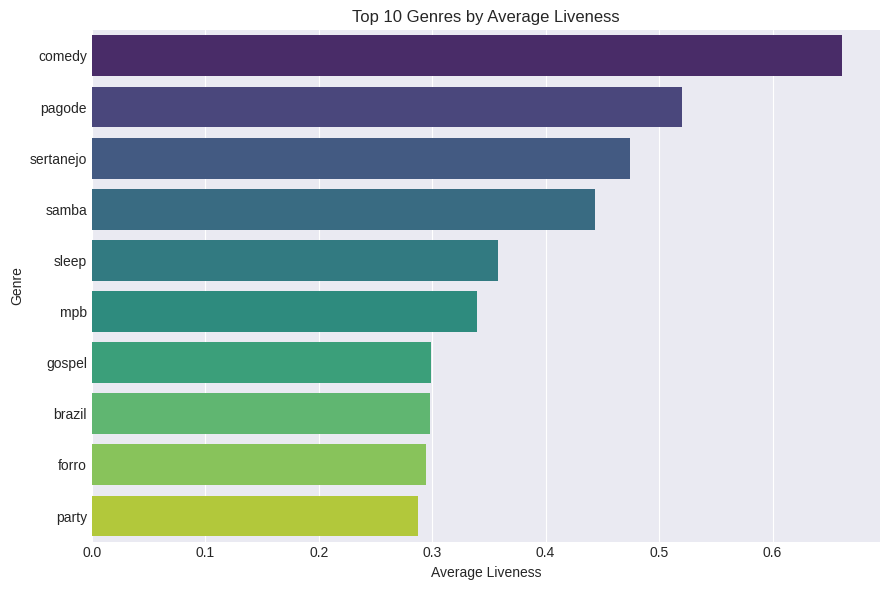 Top 10 Genres by Average Liveness
comedy
pagode
sertanejo
samba
sleep
mpb
gospel
brazil
forro
party
Genre
0.0 0.1 0.2 0.3 0.4 0.5 0.6
Average Liveness